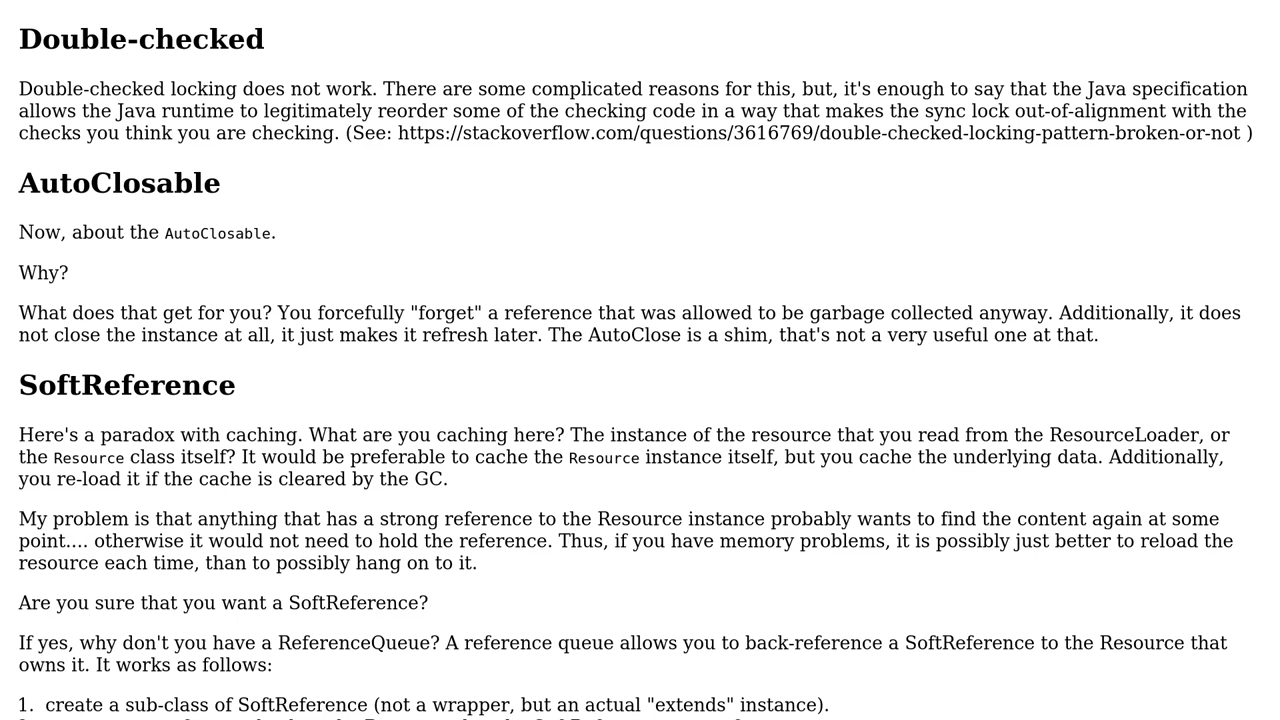 Double-checked
Double-checked locking does not work. There are some complicated reasons for this, but, it's enough to say that the Java specification
allows the Java runtime to legitimately reorder some of the checking code in a way that makes the sync lock out-of-alignment with the
checks you think you are checking. (See: https://stackoverflow.com/questions/3616769/double-checked-locking-pattern-broken-or-not )
AutoClosable
Now, about the AutoClosable.
Why?
What does that get for you? You forcefully "forget" a reference that was allowed to be garbage collected anyway. Additionally, it does
not close the instance at all, it just makes it refresh later. The AutoClose is a shim, that's not a very useful one at that.
SoftReference
Here's a paradox with caching. What are you caching here? The instance of the resource that you read from the ResourceLoader, or
the Resource class itself? It would be preferable to cache the Resource instance itself, but you cache the underlying data. Additionally,
you re-load it if the cache is cleared by the GC.
My problem is that anything that has a strong reference to the Resource instance probably wants to find the content again at some
point.... otherwise it would not need to hold the reference. Thus, if you have memory problems, it is possibly just better to reload the
resource each time, than to possibly hang on to it.
Are you sure that you want a SoftReference?
If yes, why don't you have a ReferenceQueue? A reference queue allows you to back-reference a SoftReference to the Resource that
owns it. It works as follows:
1. create a sub-class of SoftReference (not a wrapper, but an actual "extends" instance).